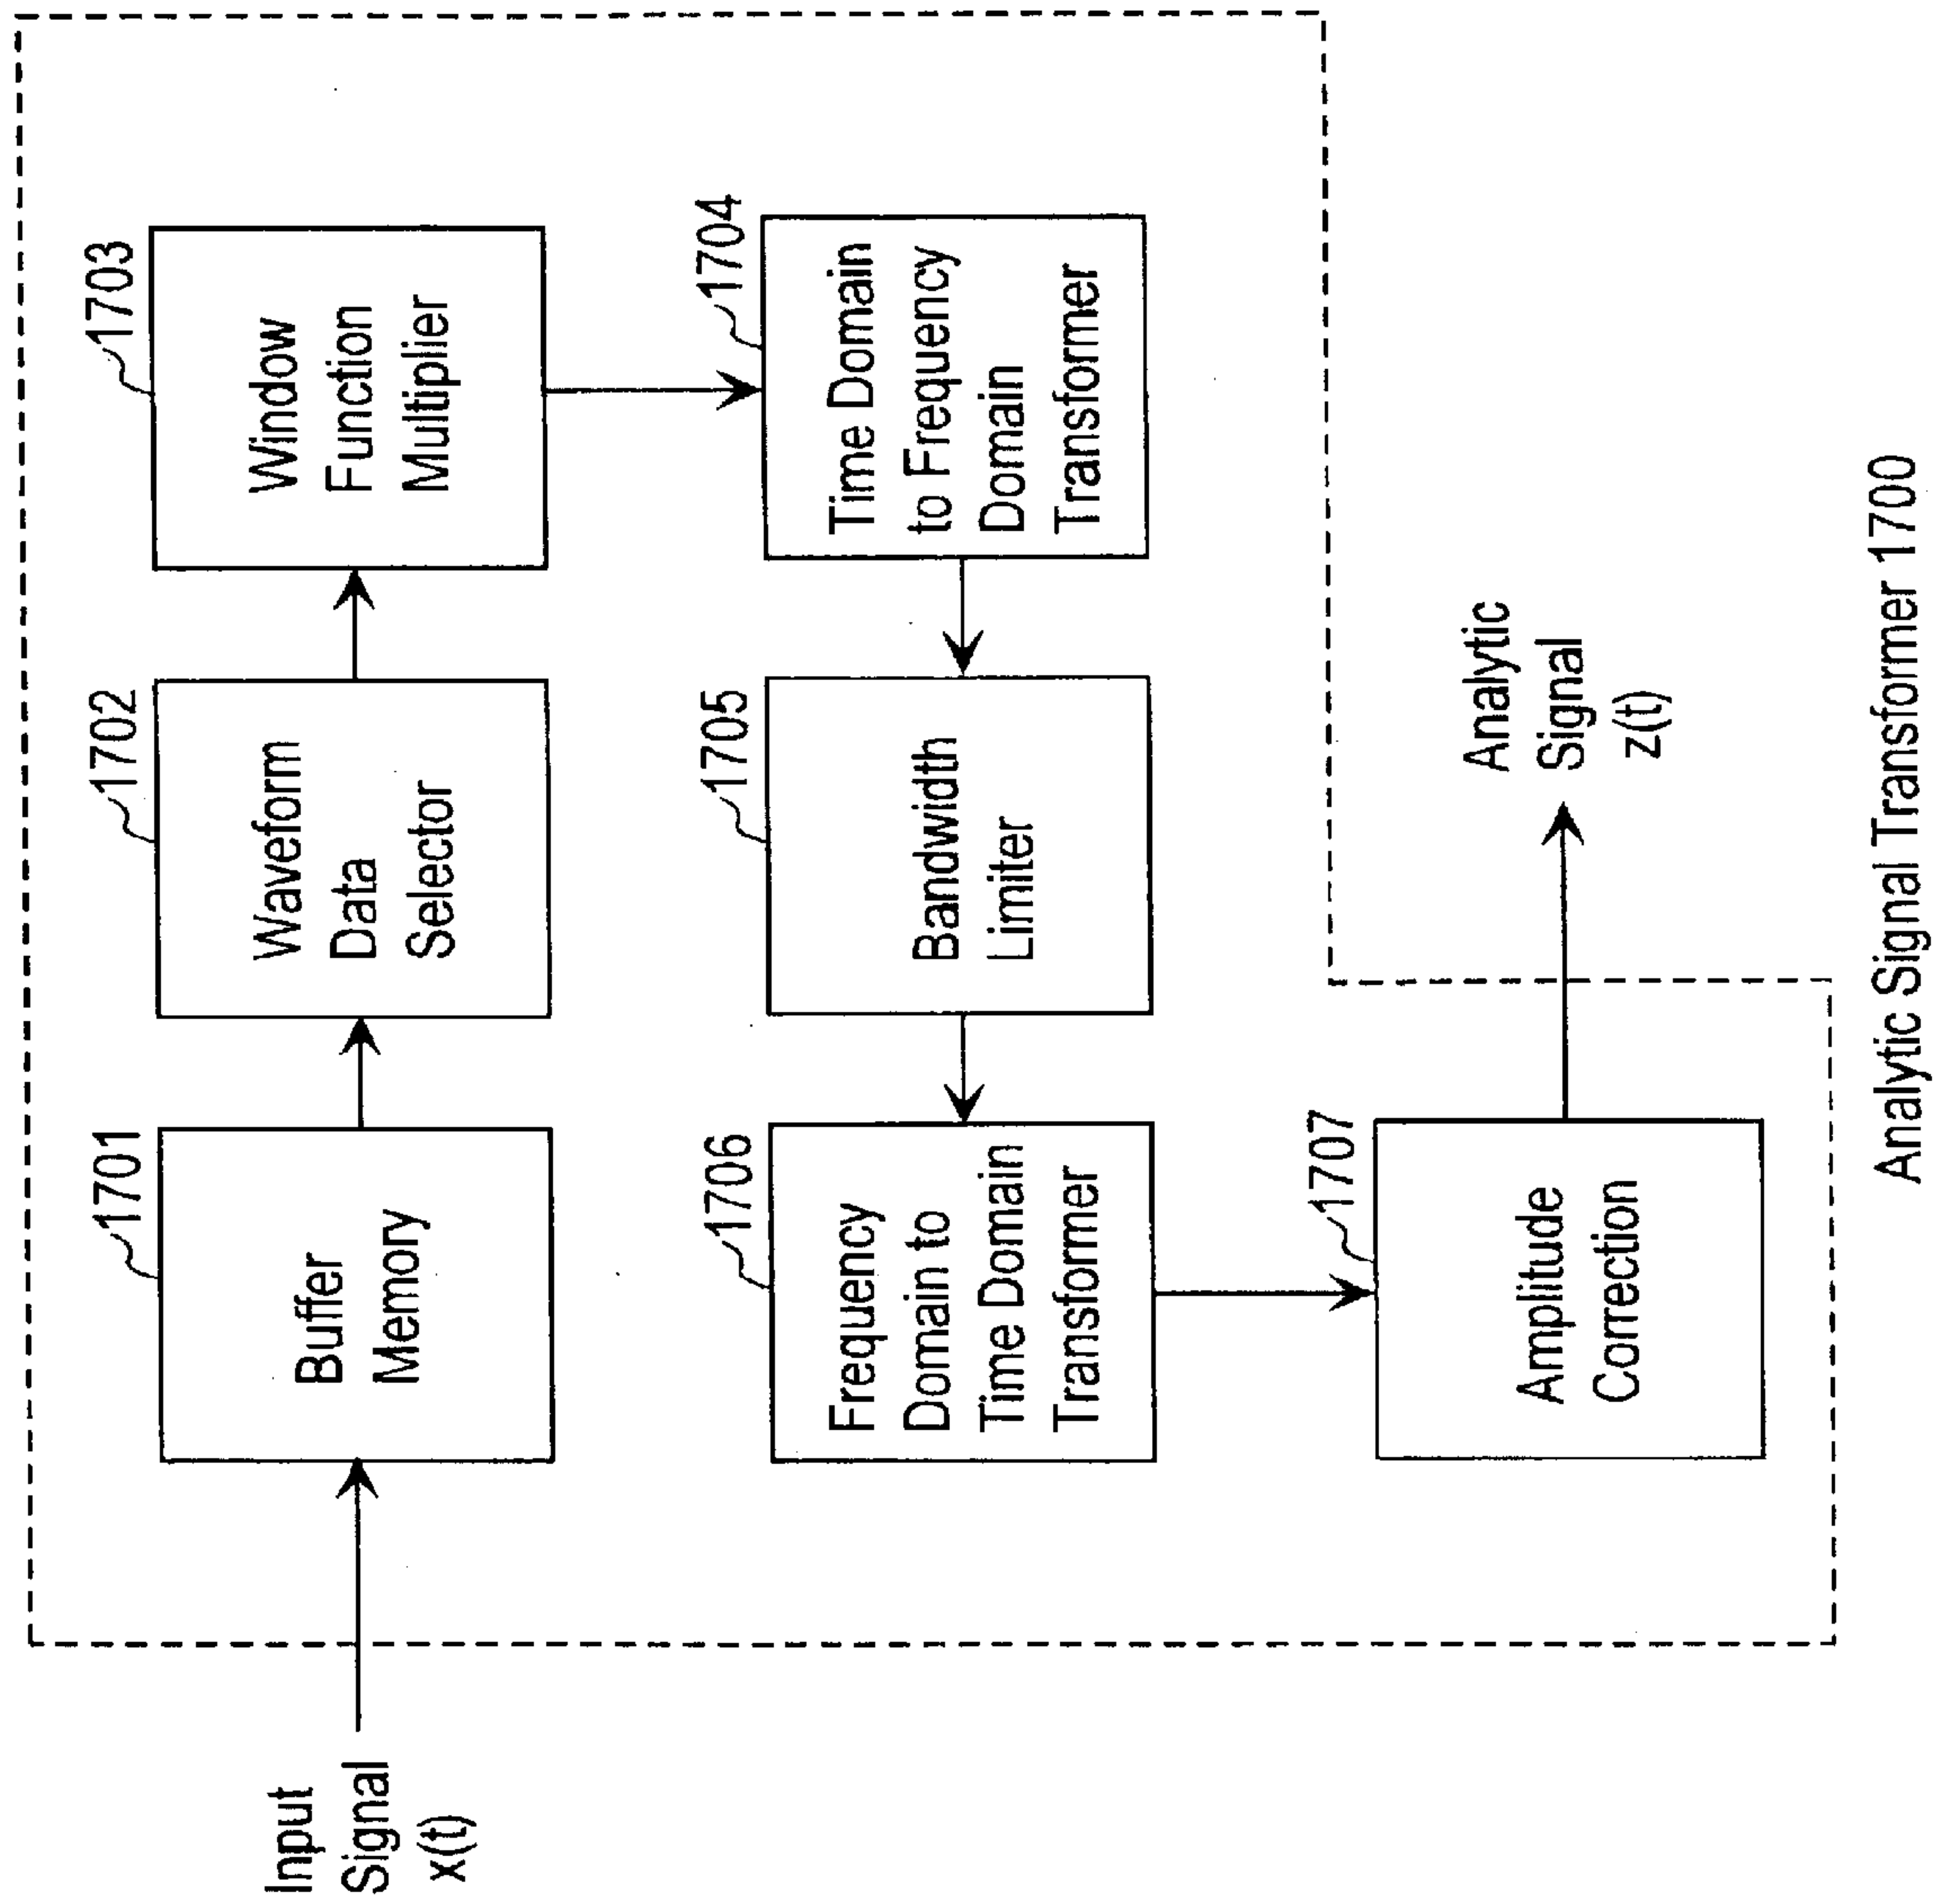 Input
Signal
x(t)
1701
Buffer
Memory
1702
Waveform
Data
Selector
1703
Window
Function
Multiplier
1704
Time Domain
to Frequency
Domain
Transformer
1705
Bandwidth
Limiter
1706
Frequency
Domain to
Time Domain
Transformer
1707
Amplitude
Correction
Analytic
Signal
z(t)
Analytic Signal Transformer 1700